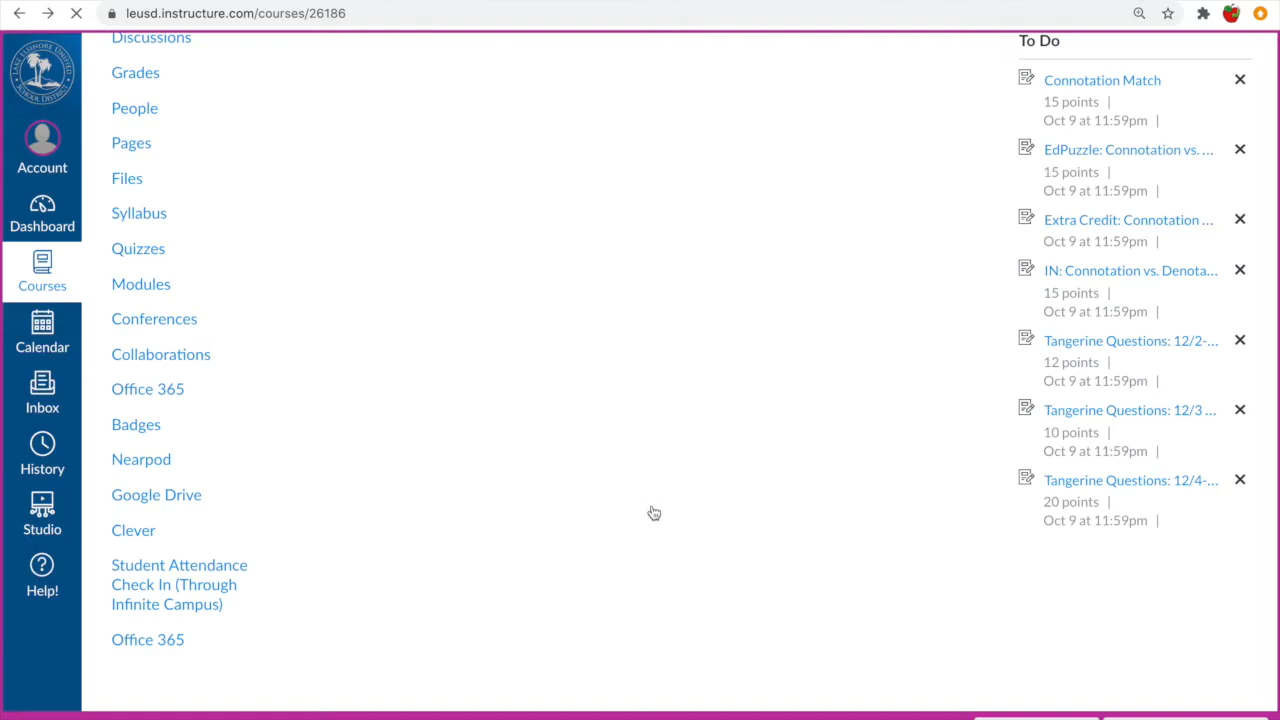 leusd.instructure.com/courses/26186
LAKE ELSINORE UNIFIED
SCHOOL DISTRICT
Account
Dashboard
Courses
Calendar
Inbox
History
Studio
Help!
Discussions
Grades
People
Pages
Files
Syllabus
Quizzes
Modules
Conferences
Collaborations
Office 365
Badges
Nearpod
Google Drive
Clever
Student Attendance
Check In (Through
Infinite Campus)
Office 365
To Do
Connotation Match
15 points |
Oct 9 at 11:59pm |
EdPuzzle: Connotation vs. ...
15 points |
Oct 9 at 11:59pm |
Extra Credit: Connotation ...
Oct 9 at 11:59pm |
IN: Connotation vs. Denota...
15 points |
Oct 9 at 11:59pm |
Tangerine Questions: 12/2-...
12 points |
Oct 9 at 11:59pm |
Tangerine Questions: 12/3 ...
10 points |
Oct 9 at 11:59pm |
Tangerine Questions: 12/4-...
20 points |
Oct 9 at 11:59pm |